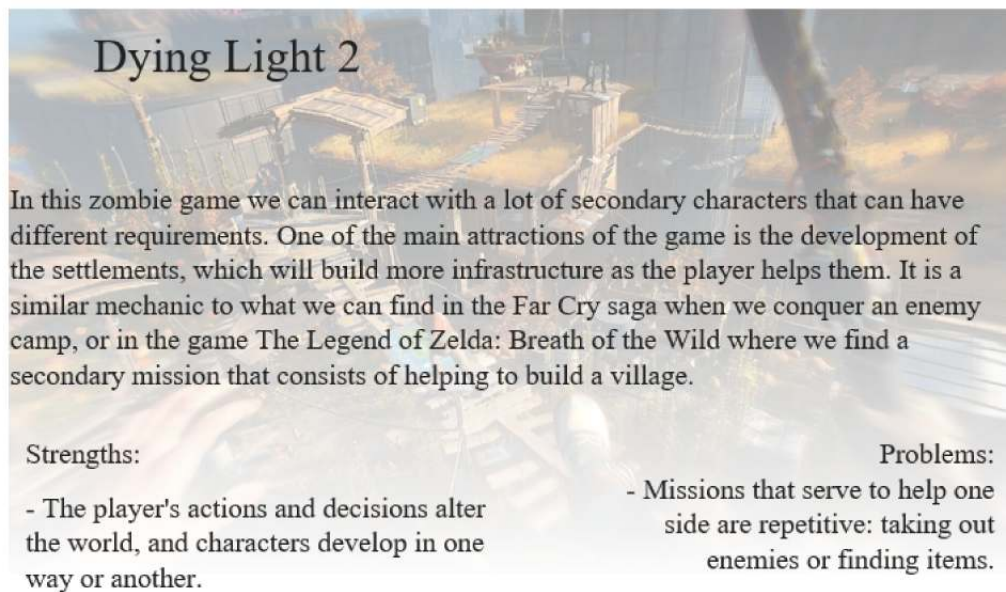 Dying Light 2
In this zombie game we can interact with a lot of secondary characters that can have
different requirements. One of the main attractions of the game is the development of
the settlements, which will build more infrastructure as the player helps them. It is a
similar mechanic to what we can find in the Far Cry saga when we conquer an enemy
camp, or in the game The Legend of Zelda: Breath of the Wild where we find a
secondary mission that consists of helping to build a village.
Strengths:
- The player's actions and decisions alter
the world, and characters develop in one
way or another.
Problems:
- Missions that serve to help one
side are repetitive: taking out
enemies or finding items.